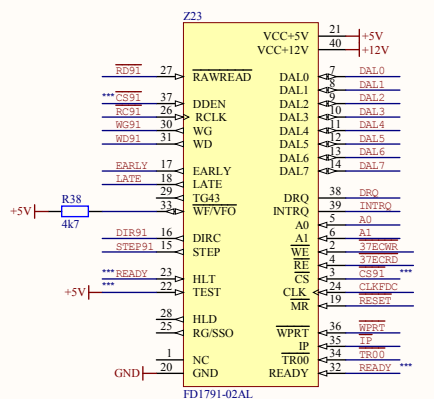 Z23
VCC+5V 21 +5V
VCC+12V 40 +12V
RD91 27 RAWREAD DAL0 7 DAL0
DAL1 8 DAL1
***CS91 37 DDEN DAL2 9 DAL2
RC91 26 RCLK DAL3 10 DAL3
WG91 30 WG DAL4 11 DAL4
WD91 31 WD DAL5 12 DAL5
DAL6 13 DAL6
EARLY 17 EARLY DAL7 14 DAL7
LATE 18 LATE
29 TG43 DRQ 38 DRQ
+5V R38 4k7 33 WF/VFO INTRQ 39 INTRQ
A0 5 A0
DIR91 16 DIRC A1 6 A1
STEP91 15 STEP WE 2 37ECWR
RE 4 37ECRD
***READY 23 HLT CS 3 CS91 ***
+5V *** 22 TEST CLK 24 CLKFDC
MR 19 RESET
28 HLD
25 RG/SSO WPRT 36 WPRT
IP 35 IP
1 NC TR00 34 TR00
GND 20 GND READY 32 READY ***
FD1791-02AL